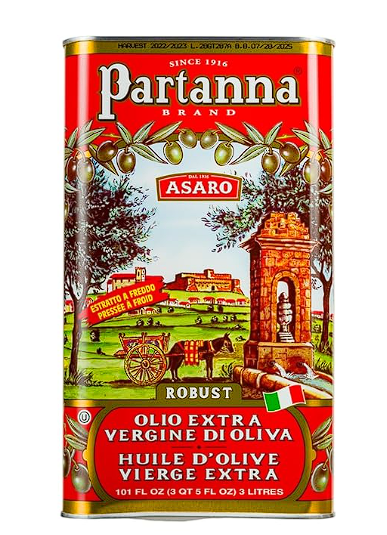 HARVEST 2022/2023 L.20GT207A B.B.07/20/2025
SINCE 1916
Partanna®
BRAND
DAL 1916
ASARO
ESTRATTO A FREDDO
PRESSÉE À FROID
ROBUST
U
OLIO EXTRA
VERGINE DI OLIVA
HUILE D'OLIVE
VIERGE EXTRA
101 FL OZ (3 QT 5 FL OZ) 3 LITRES